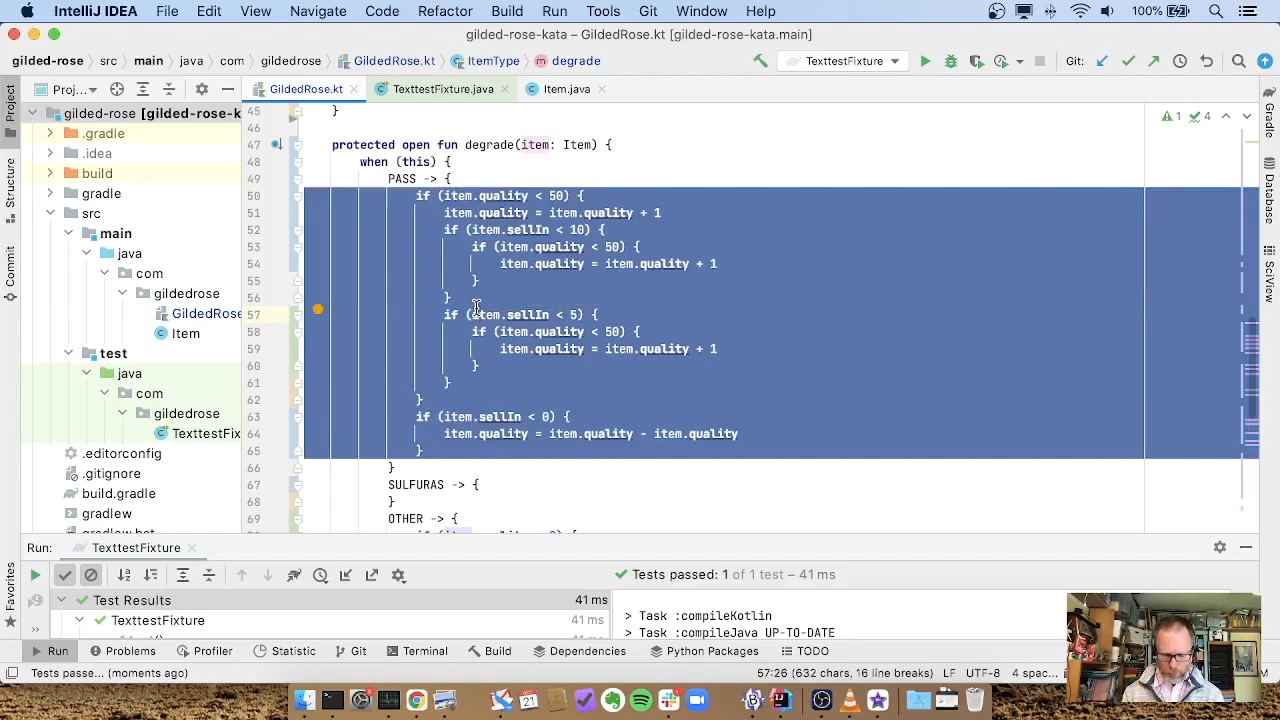 IntelliJ IDEA File Edit View Navigate Code Refactor Build Run Tools Git Window Help 100%
gilded-rose-kata – GildedRose.kt [gilded-rose-kata.main]
gilded-rose src main java com gildedrose GildedRose.kt ItemType degrade TexttestFixture Git:
Project Proj... GildedRose.kt TexttestFixture.java Item.java Gradle
gilded-rose [gilded-rose-k
.gradle
.idea
build
gradle
src
main
java
com
gildedrose
GildedRose
Item
test
java
com
gildedrose
TexttestFix
.editorconfig
.gitignore
build.gradle
gradlew
Structure
Commit
Favorites
Database
SciView
1 4
45 }
46
47 protected open fun degrade(item: Item) {
48 when (this) {
49 PASS -> {
50 if (item.quality < 50) {
51 item.quality = item.quality + 1
52 if (item.sellIn < 10) {
53 if (item.quality < 50) {
54 item.quality = item.quality + 1
55 }
56 }
57 if (item.sellIn < 5) {
58 if (item.quality < 50) {
59 item.quality = item.quality + 1
60 }
61 }
62 }
63 if (item.sellIn < 0) {
64 item.quality = item.quality - item.quality
65 }
66 }
67 SULFURAS -> {
68 }
69 OTHER -> {
Run: TexttestFixture
Tests passed: 1 of 1 test – 41 ms
Test Results 41 ms
TexttestFixture 41 ms
> Task :compileKotlin
> Task :compileJava UP-TO-DATE
Run Problems Profiler Statistic Git Terminal Build Dependencies Python Packages TODO
Tests passe... (moments ago) 57:26 (632 chars, 16 line breaks) LF UTF-8 4 spac...